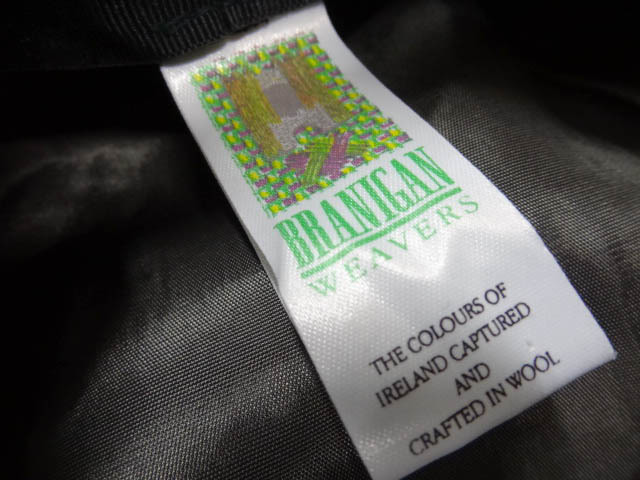 BRANIGAN
WEAVERS
THE COLOURS OF
IRELAND CAPTURED
AND
CRAFTED IN WOOL